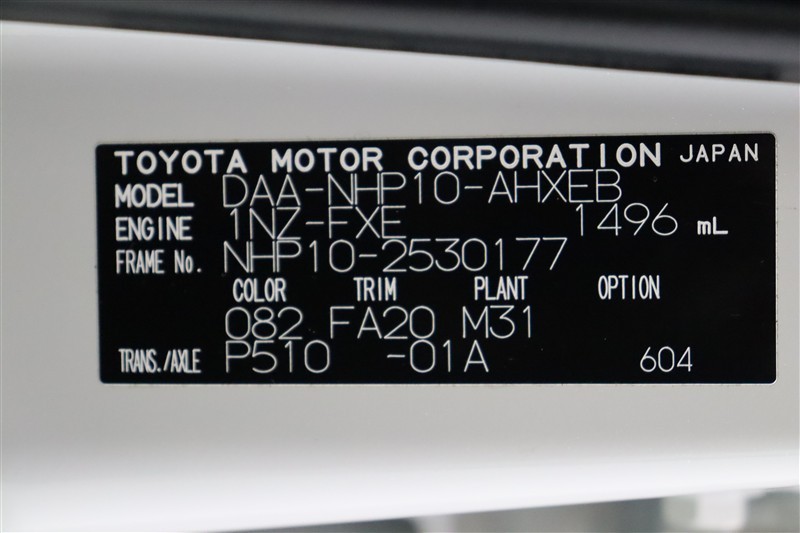 TOYOTA MOTOR CORPORATION JAPAN
MODEL DAA-NHP10-AHXEB
ENGINE 1NZ-FXE 1496 mL
FRAME No. NHP10-2530177
COLOR TRIM PLANT OPTION
082 FA20 M31
TRANS./AXLE P510 -01A 604